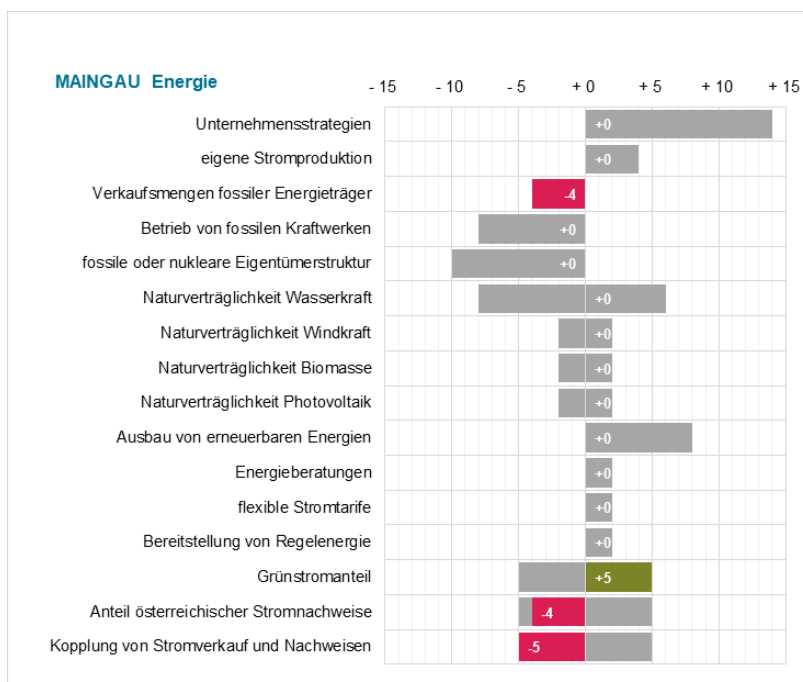 MAINGAU Energie
- 15 - 10 - 5 + 0 + 5 + 10 + 15
Unternehmensstrategien +0
eigene Stromproduktion +0
Verkaufsmengen fossiler Energieträger -4
Betrieb von fossilen Kraftwerken +0
fossile oder nukleare Eigentümerstruktur +0
Naturverträglichkeit Wasserkraft +0
Naturverträglichkeit Windkraft +0
Naturverträglichkeit Biomasse +0
Naturverträglichkeit Photovoltaik +0
Ausbau von erneuerbaren Energien +0
Energieberatungen +0
flexible Stromtarife +0
Bereitstellung von Regelenergie +0
Grünstromanteil +5
Anteil österreichischer Stromnachweise -4
Kopplung von Stromverkauf und Nachweisen -5